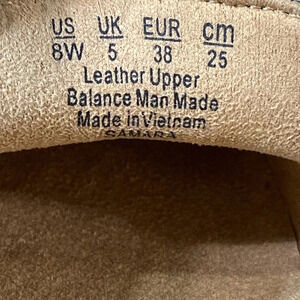 US UK EUR cm
8W 5 38 25
Leather Upper
Balance Man Made
Made in Vietnam
SAMARA